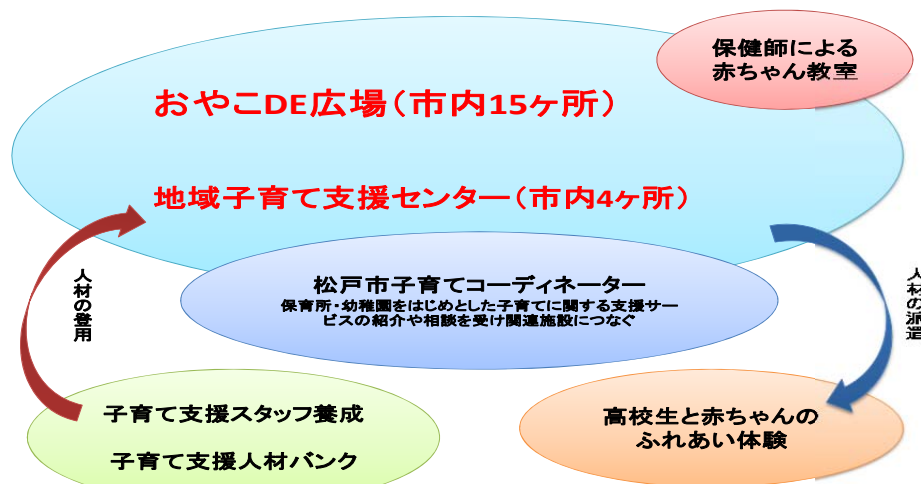 保健師による
赤ちゃん教室
おやこDE広場（市内15ヶ所）
地域子育て支援センター（市内4ヶ所）
松戸市子育てコーディネーター
保育所・幼稚園をはじめとした子育てに関する支援サー
ビスの紹介や相談を受け関連施設につなぐ
人材の登用
人材の派遣
子育て支援スタッフ養成
子育て支援人材バンク
高校生と赤ちゃんの
ふれあい体験